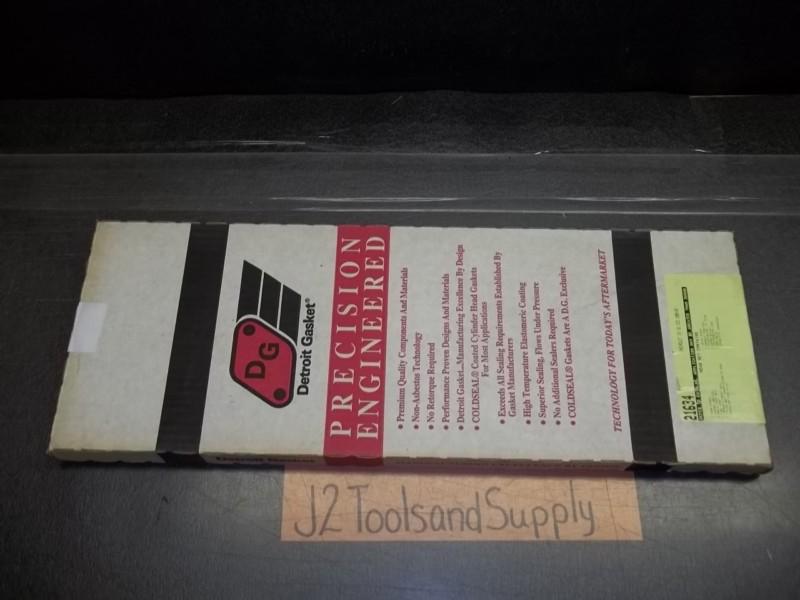 DG
Detroit Gasket®
PRECISION
ENGINEERED
• Premium Quality Components And Materials
• Non-Asbestos Technology
• No Retorque Required
• Performance Proven Designs And Materials
• Detroit Gasket...Manufacturing Excellence By Design
• COLDSEAL® Coated Cylinder Head Gaskets
For Most Applications
• Exceeds All Sealing Requirements Established By
Gasket Manufacturers
• High Temperature Elastomeric Coating
• Superior Sealing, Flows Under Pressure
• No Additional Sealers Required
• COLDSEAL® Gaskets Are A D.G. Exclusive
TECHNOLOGY FOR TODAY'S AFTERMARKET
21634
J2 ToolsandSupply